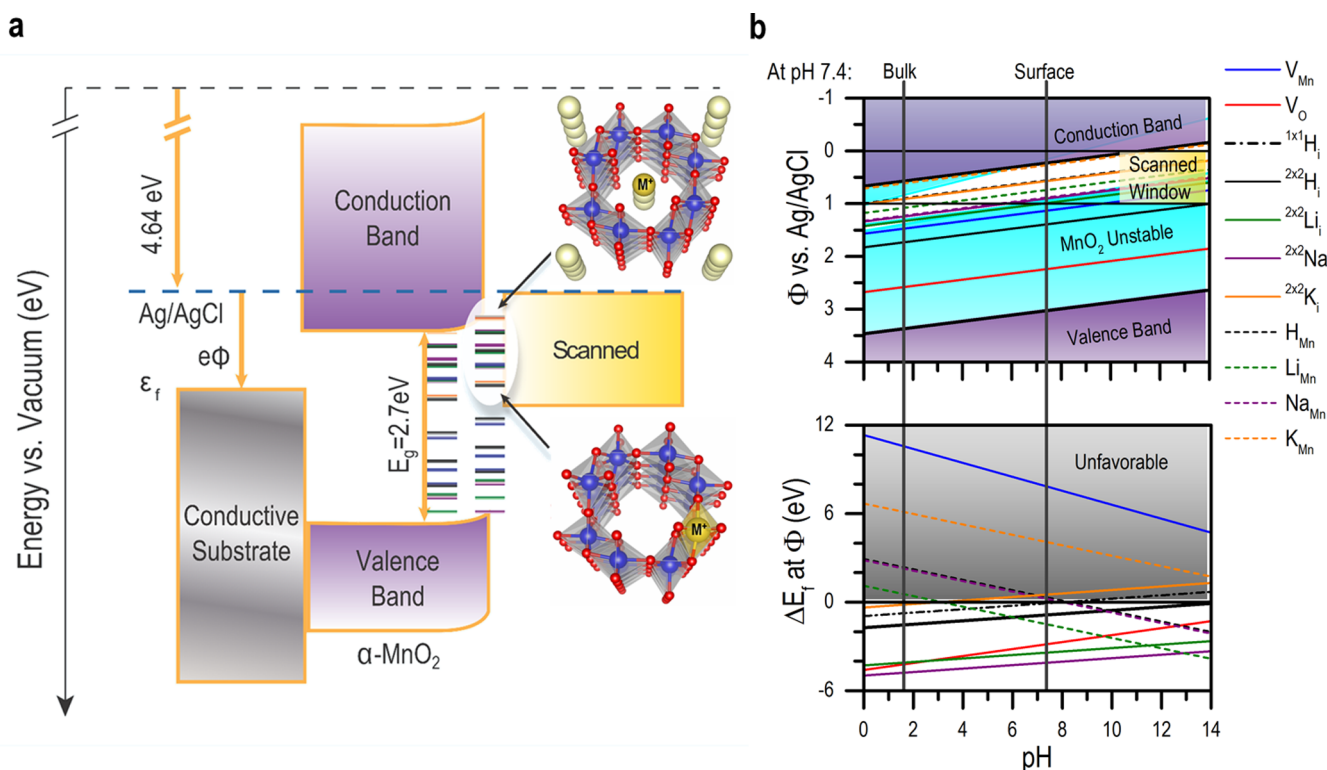 a
b
Energy vs. Vacuum (eV)
4.64 eV
Ag/AgCl
eΦ
ε_f
Conductive
Substrate
Conduction
Band
E_g=2.7eV
Valence
Band
α-MnO₂
Scanned
M⁺
M⁺
At pH 7.4:
Bulk
Surface
Φ vs. Ag/AgCl
-1
0
1
2
3
4
Conduction Band
Scanned
Window
MnO₂ Unstable
Valence Band
ΔE_f at Φ (eV)
12
6
0
-6
Unfavorable
0 2 4 6 8 10 12 14
pH
V_Mn
V_O
¹ˣ¹H_i
²ˣ²H_i
²ˣ²Li_i
²ˣ²Na
²ˣ²K_i
H_Mn
Li_Mn
Na_Mn
K_Mn